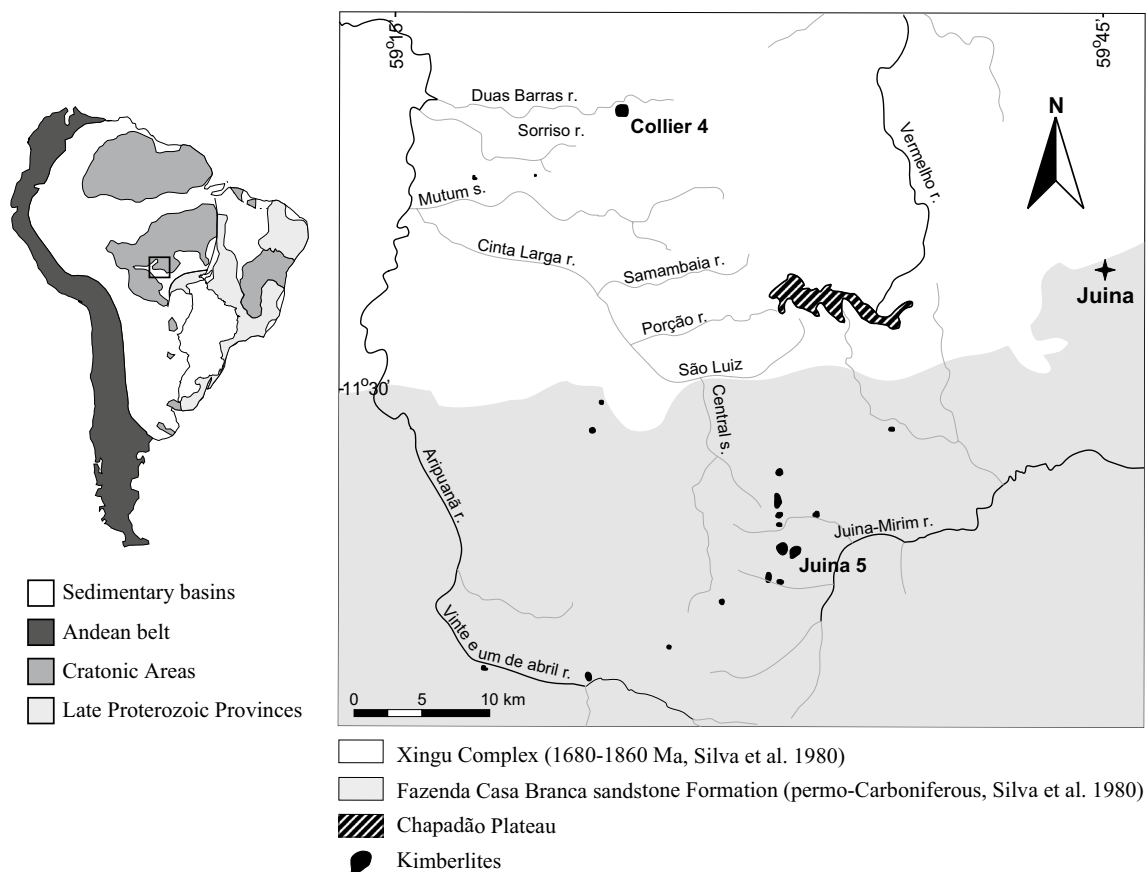 Sedimentary basins
Andean belt
Cratonic Areas
Late Proterozoic Provinces
59°15'
59°45'
Duas Barras r.
Collier 4
Sorriso r.
Vermelho r.
N
Mutum s.
Cinta Larga r.
Samambaia r.
Juina
Porção r.
São Luiz
-11°30'
Central s.
Aripuanã r.
Juina-Mirim r.
Juina 5
Vinte e um de abril r.
0 5 10 km
Xingu Complex (1680-1860 Ma, Silva et al. 1980)
Fazenda Casa Branca sandstone Formation (permo-Carboniferous, Silva et al. 1980)
Chapadão Plateau
Kimberlites